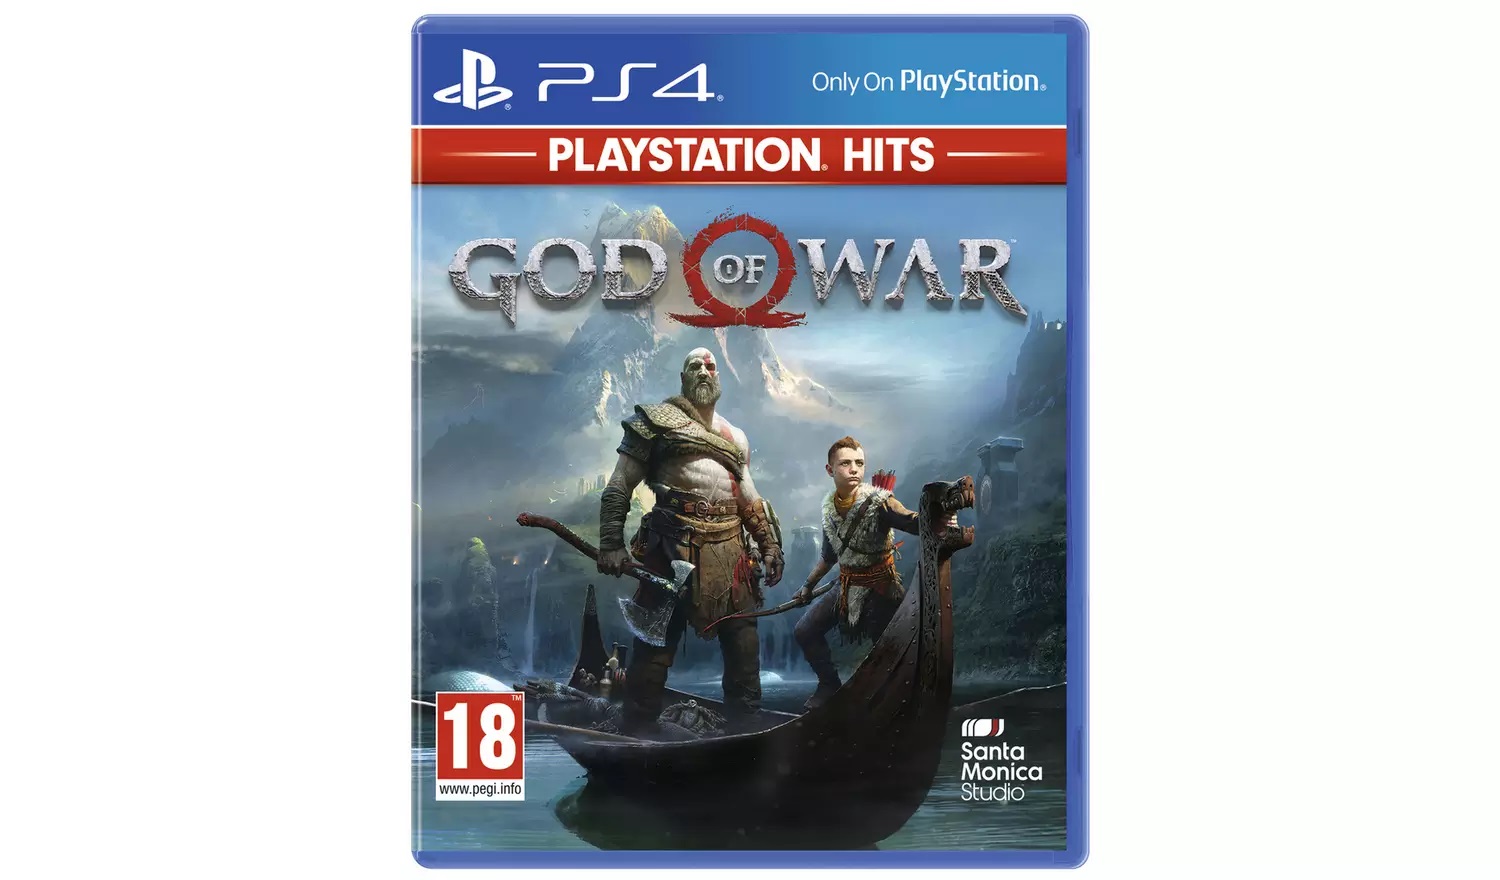 PS4
Only On PlayStation
PLAYSTATION HITS
GOD OF WAR
18
www.pegi.info
Santa
Monica
Studio